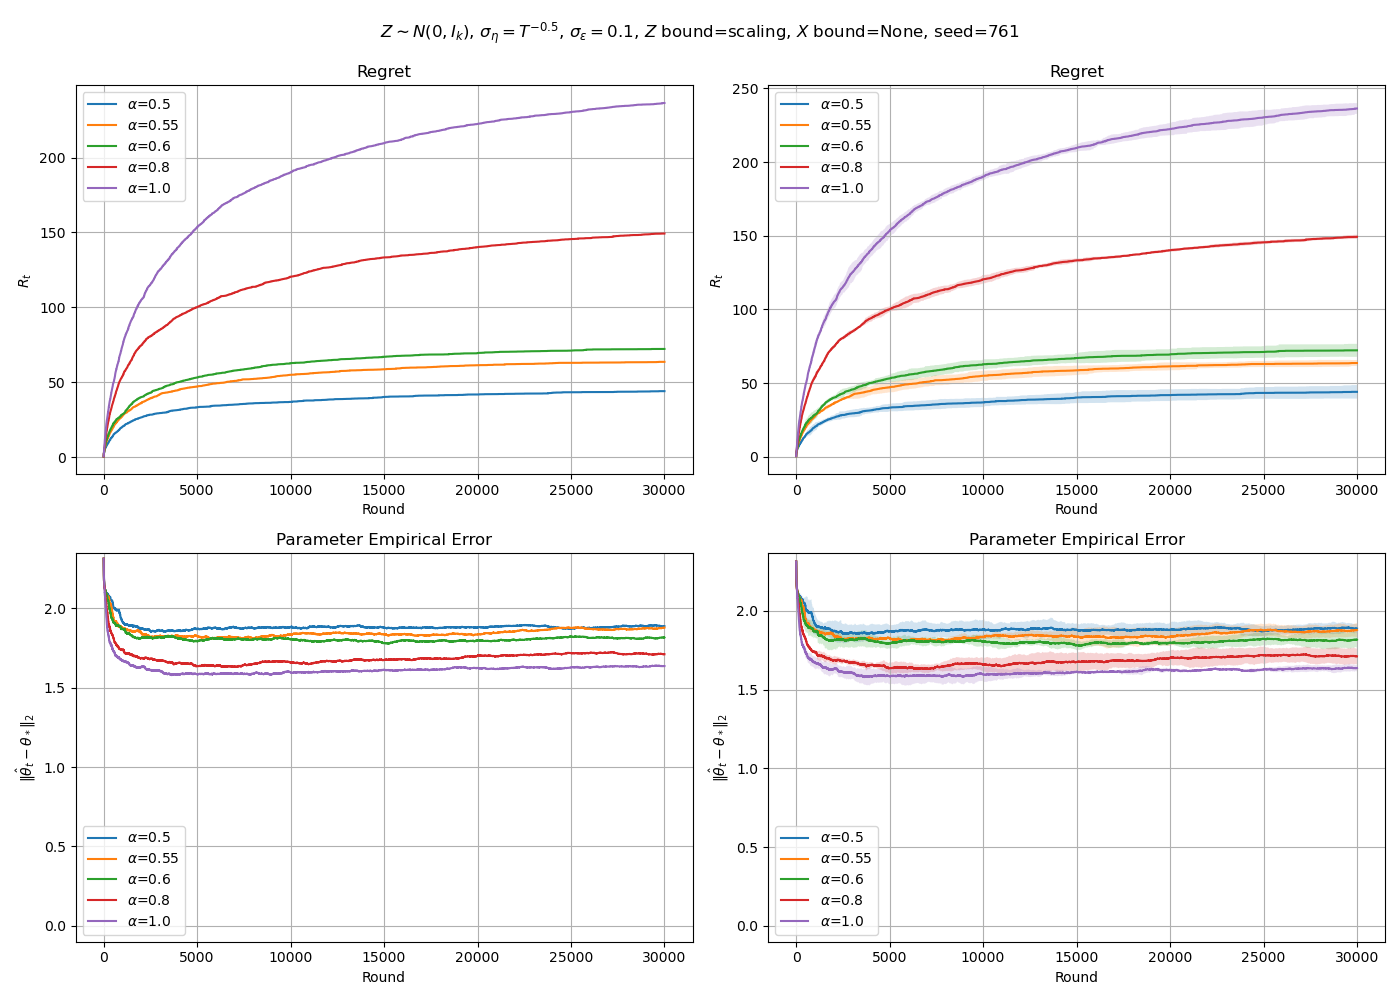 Z ∼ N(0, I_k), σ_η = T^{−0.5}, σ_ε = 0.1, Z bound=scaling, X bound=None, seed=761
Regret
R_t
200
150
100
50
0
α=0.5
α=0.55
α=0.6
α=0.8
α=1.0
0 5000 10000 15000 20000 25000 30000
Round
Regret
R_t
250
200
150
100
50
0
α=0.5
α=0.55
α=0.6
α=0.8
α=1.0
0 5000 10000 15000 20000 25000 30000
Round
Parameter Empirical Error
‖θ̂_t − θ_*‖_2
2.0
1.5
1.0
0.5
0.0
α=0.5
α=0.55
α=0.6
α=0.8
α=1.0
0 5000 10000 15000 20000 25000 30000
Round
Parameter Empirical Error
‖θ̂_t − θ_*‖_2
2.0
1.5
1.0
0.5
0.0
α=0.5
α=0.55
α=0.6
α=0.8
α=1.0
0 5000 10000 15000 20000 25000 30000
Round